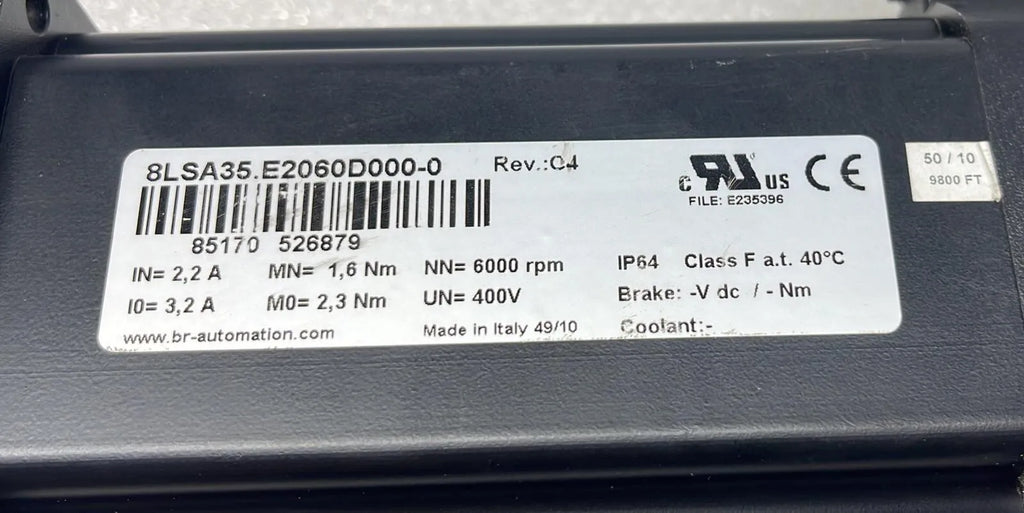 8LSA35.E2060D000-0 Rev.:C4
85170 526879
c RU US CE
FILE: E235396
IN= 2,2 A MN= 1,6 Nm NN= 6000 rpm IP64 Class F a.t. 40°C
I0= 3,2 A M0= 2,3 Nm UN= 400V Brake: -V dc / - Nm
www.br-automation.com Made in Italy 49/10 Coolant:-
50 / 10
9800 FT